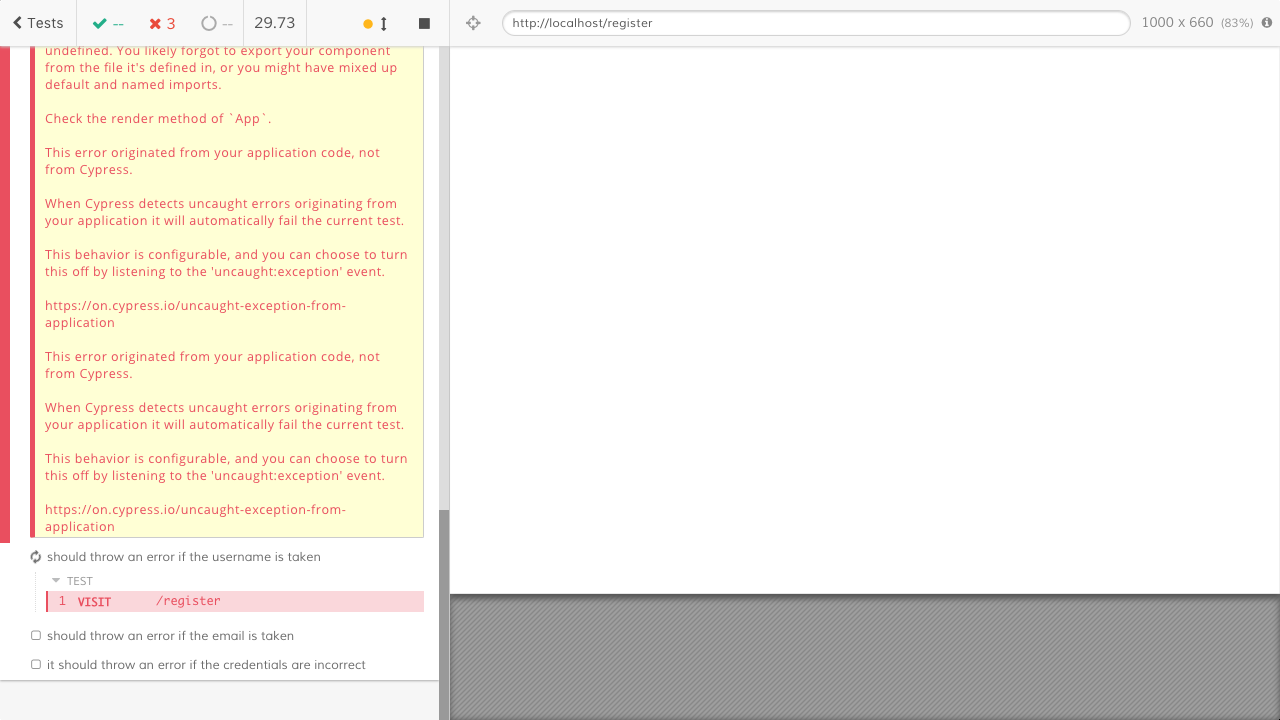 Tests
--
3
--
29.73
http://localhost/register
1000 x 660 (83%)
undefined. You likely forgot to export your component
from the file it's defined in, or you might have mixed up
default and named imports.
Check the render method of `App`.
This error originated from your application code, not
from Cypress.
When Cypress detects uncaught errors originating from
your application it will automatically fail the current test.
This behavior is configurable, and you can choose to turn
this off by listening to the 'uncaught:exception' event.
https://on.cypress.io/uncaught-exception-from-
application
This error originated from your application code, not
from Cypress.
When Cypress detects uncaught errors originating from
your application it will automatically fail the current test.
This behavior is configurable, and you can choose to turn
this off by listening to the 'uncaught:exception' event.
https://on.cypress.io/uncaught-exception-from-
application
should throw an error if the username is taken
TEST
1 VISIT /register
should throw an error if the email is taken
it should throw an error if the credentials are incorrect